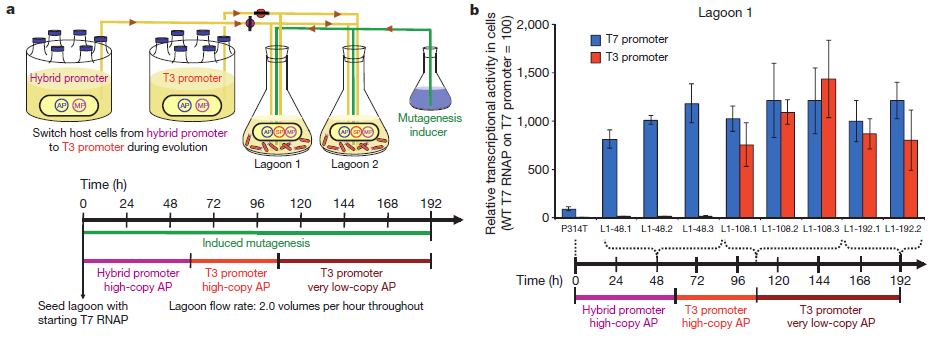 a
Hybrid promoter
T3 promoter
AP MP
AP MP
Switch host cells from hybrid promoter
to T3 promoter during evolution
AP SP MP
AP SP MP
Lagoon 1
Lagoon 2
Mutagenesis
inducer
Time (h)
0 24 48 72 96 120 144 168 192
Induced mutagenesis
Hybrid promoter
high-copy AP
T3 promoter
high-copy AP
T3 promoter
very low-copy AP
Seed lagoon with
starting T7 RNAP
Lagoon flow rate: 2.0 volumes per hour throughout
b
Lagoon 1
Relative transcriptional activity in cells
(WT T7 RNAP on T7 promoter = 100)
2,000
1,500
1,000
500
0
T7 promoter
T3 promoter
P314T L1-48.1 L1-48.2 L1-48.3 L1-108.1 L1-108.2 L1-108.3 L1-192.1 L1-192.2
Time (h) 0 24 48 72 96 120 144 168 192
Hybrid promoter
high-copy AP
T3 promoter
high-copy AP
T3 promoter
very low-copy AP